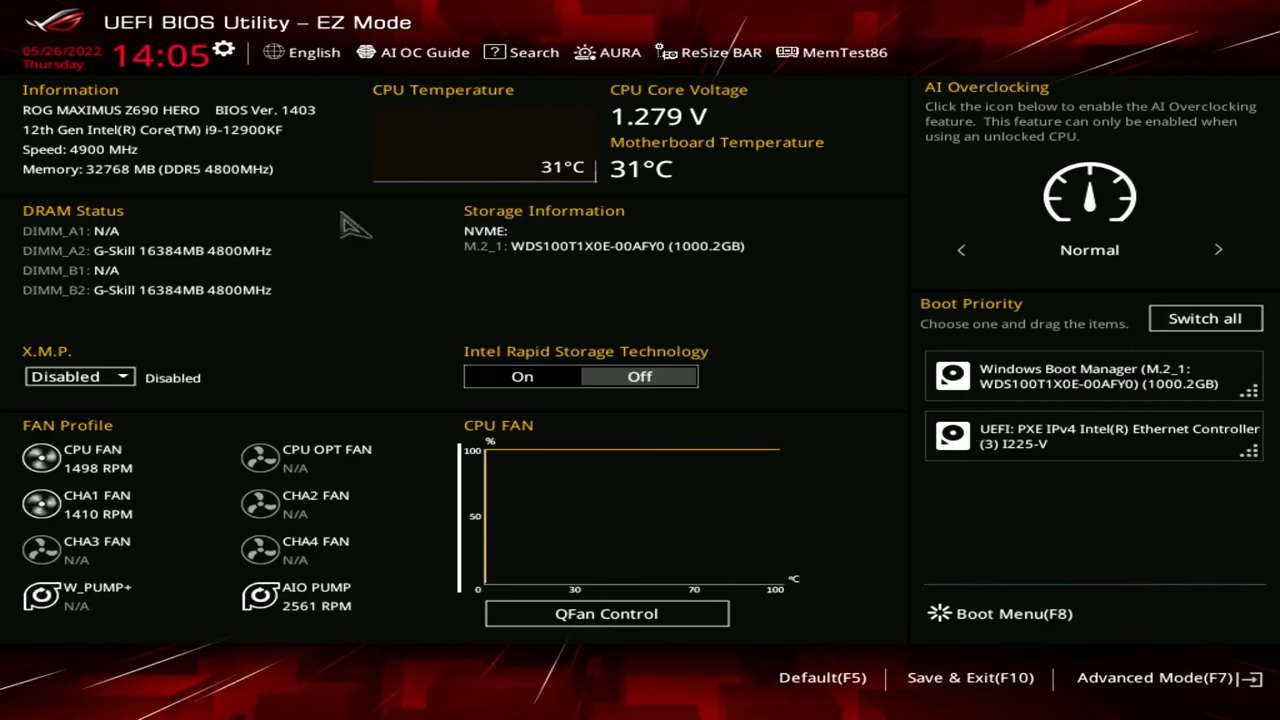 UEFI BIOS Utility – EZ Mode
05/26/2022
Thursday
14:05
English
AI OC Guide
? Search
AURA
ReSize BAR
MemTest86
Information
ROG MAXIMUS Z690 HERO BIOS Ver. 1403
12th Gen Intel(R) Core(TM) i9-12900KF
Speed: 4900 MHz
Memory: 32768 MB (DDR5 4800MHz)
CPU Temperature
31°C
CPU Core Voltage
1.279 V
Motherboard Temperature
31°C
DRAM Status
DIMM_A1: N/A
DIMM_A2: G-Skill 16384MB 4800MHz
DIMM_B1: N/A
DIMM_B2: G-Skill 16384MB 4800MHz
Storage Information
NVME:
M.2_1: WDS100T1X0E-00AFY0 (1000.2GB)
X.M.P.
Disabled
Disabled
Intel Rapid Storage Technology
On
Off
FAN Profile
CPU FAN
1498 RPM
CPU OPT FAN
N/A
CHA1 FAN
1410 RPM
CHA2 FAN
N/A
CHA3 FAN
N/A
CHA4 FAN
N/A
W_PUMP+
N/A
AIO PUMP
2561 RPM
CPU FAN
%
100
50
0
30
70
100
°C
QFan Control
AI Overclocking
Click the icon below to enable the AI Overclocking
feature. This feature can only be enabled when
using an unlocked CPU.
Normal
Boot Priority
Choose one and drag the items.
Switch all
Windows Boot Manager (M.2_1:
WDS100T1X0E-00AFY0) (1000.2GB)
UEFI: PXE IPv4 Intel(R) Ethernet Controller
(3) I225-V
Boot Menu(F8)
Default(F5)
Save & Exit(F10)
Advanced Mode(F7)